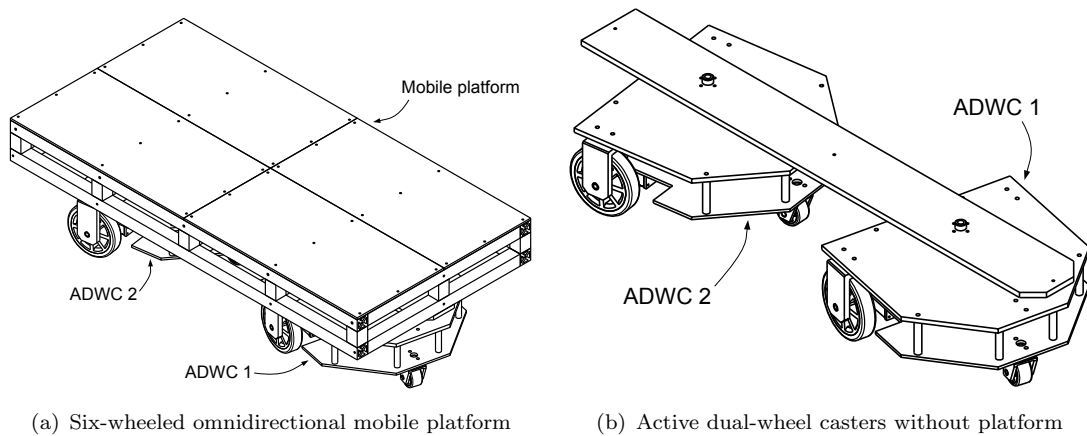 Mobile platform
ADWC 2
ADWC 1
ADWC 1
ADWC 2
(a) Six-wheeled omnidirectional mobile platform
(b) Active dual-wheel casters without platform